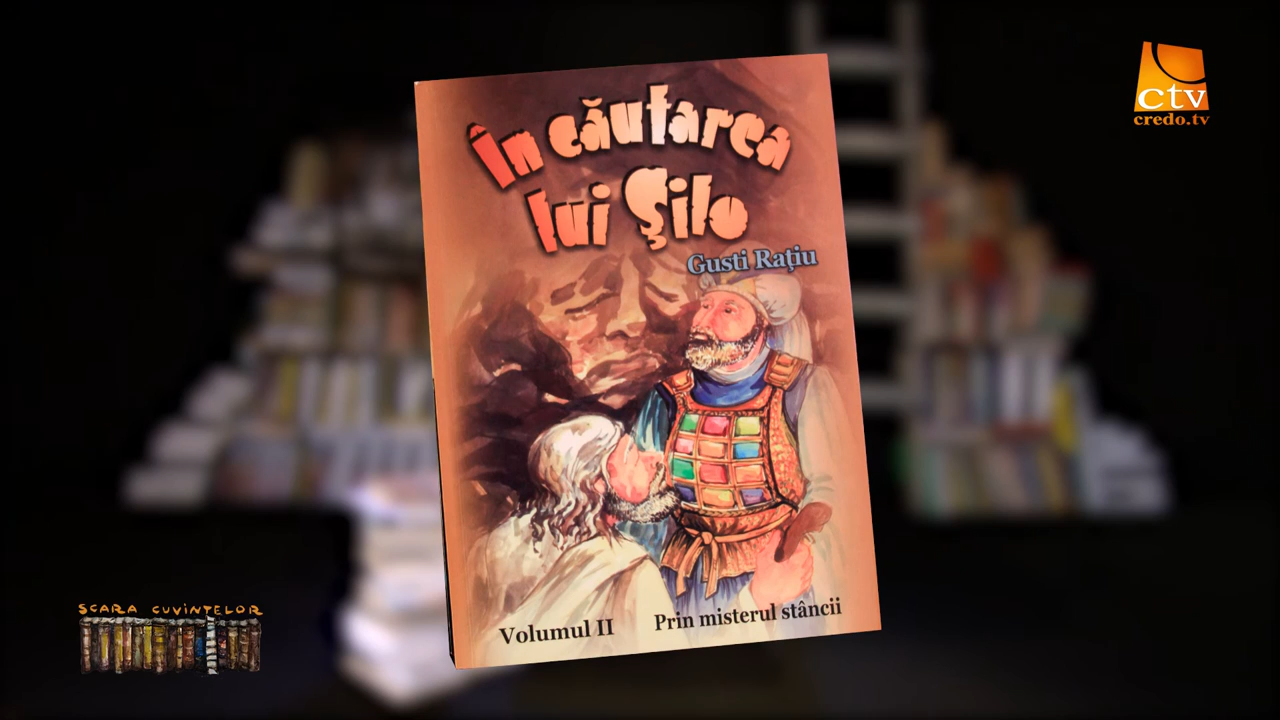 În căutarea
lui Şilo
Gusti Raţiu
Volumul II
Prin misterul stâncii
ctv
credo.tv
SCARA CUVINTELOR